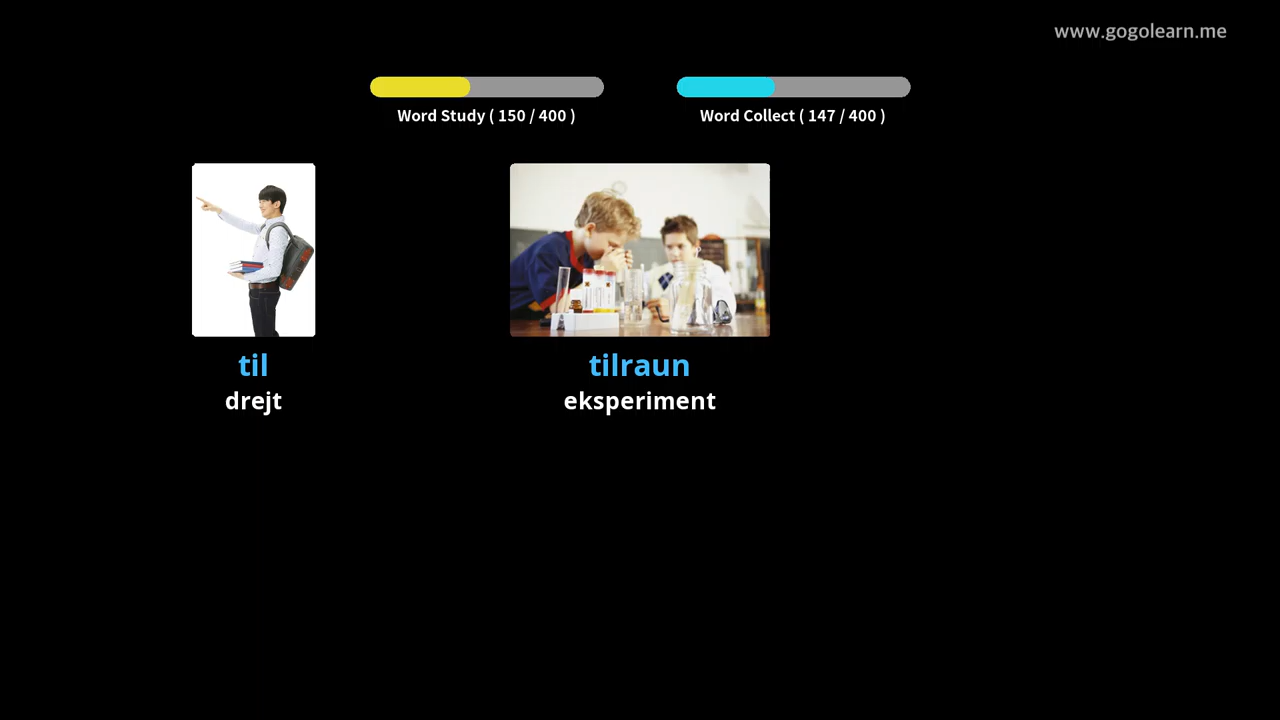 www.gogolearn.me
Word Study ( 150 / 400 )
Word Collect ( 147 / 400 )
til
drejt
tilraun
eksperiment